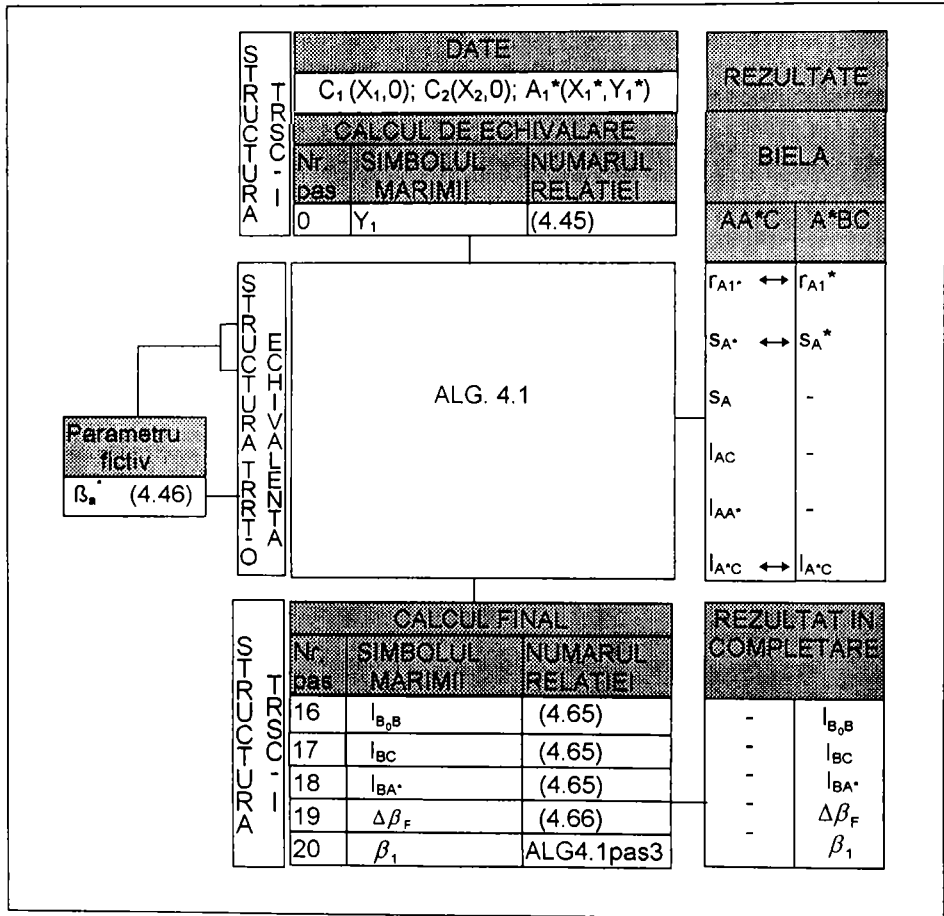 STRUCTURA
TRSC-I
DATE
C₁(X₁,0); C₂(X₂,0); A₁*(X₁*,Y₁*)
CALCUL DE ECHIVALARE
Nr. pas SIMBOLUL MARIMII NUMARUL RELATIEI
0 Y₁ (4.45)
REZULTATE
BIELA
AA*C A*BC
r_A1* ↔ r_A1*
s_A* ↔ s_A*
s_A -
l_AC -
l_AA* -
l_A*C ↔ l_A*C
STRUCTURA TRRT-O
ECHIVALENTA
ALG. 4.1
Parametru
fictiv
ß_a* (4.46)
STRUCTURA
TRSC-I
CALCUL FINAL
Nr. pas SIMBOLUL MARIMII NUMARUL RELATIEI
16 l_B₀B (4.65)
17 l_BC (4.65)
18 l_BA* (4.65)
19 Δβ_F (4.66)
20 β₁ ALG4.1pas3
REZULTAT IN
COMPLETARE
- l_B₀B
- l_BC
- l_BA*
- Δβ_F
- β₁